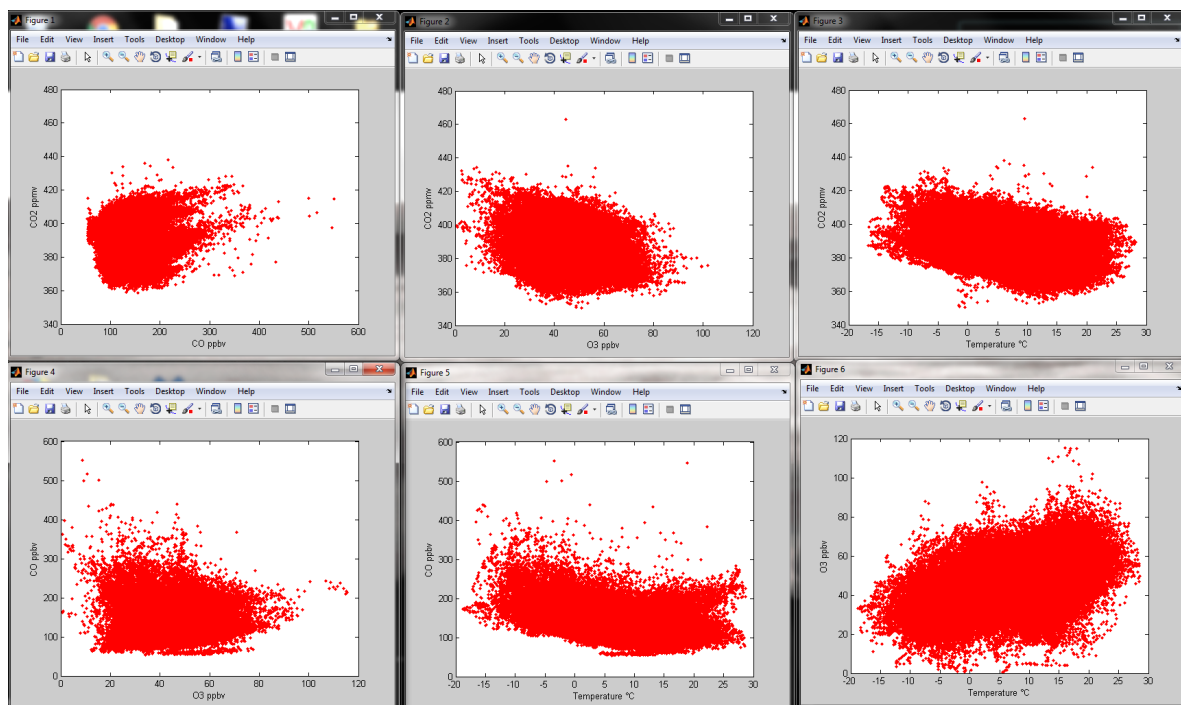 Figure 1
File Edit View Insert Tools Desktop Window Help
480
460
440
420
400
380
360
340
CO2 ppmv
0 100 200 300 400 500 600
CO ppbv
Figure 2
File Edit View Insert Tools Desktop Window Help
480
460
440
420
400
380
360
340
CO2 ppmv
0 20 40 60 80 100 120
O3 ppbv
Figure 3
File Edit View Insert Tools Desktop Window Help
480
460
440
420
400
380
360
340
CO2 ppmv
-20 -15 -10 -5 0 5 10 15 20 25 30
Temperature °C
Figure 4
File Edit View Insert Tools Desktop Window Help
600
500
400
300
200
100
0
CO ppbv
0 20 40 60 80 100 120
O3 ppbv
Figure 5
File Edit View Insert Tools Desktop Window Help
600
500
400
300
200
100
0
CO ppbv
-20 -15 -10 -5 0 5 10 15 20 25 30
Temperature °C
Figure 6
File Edit View Insert Tools Desktop Window Help
120
100
80
60
40
20
0
O3 ppbv
-20 -15 -10 -5 0 5 10 15 20 25 30
Temperature °C